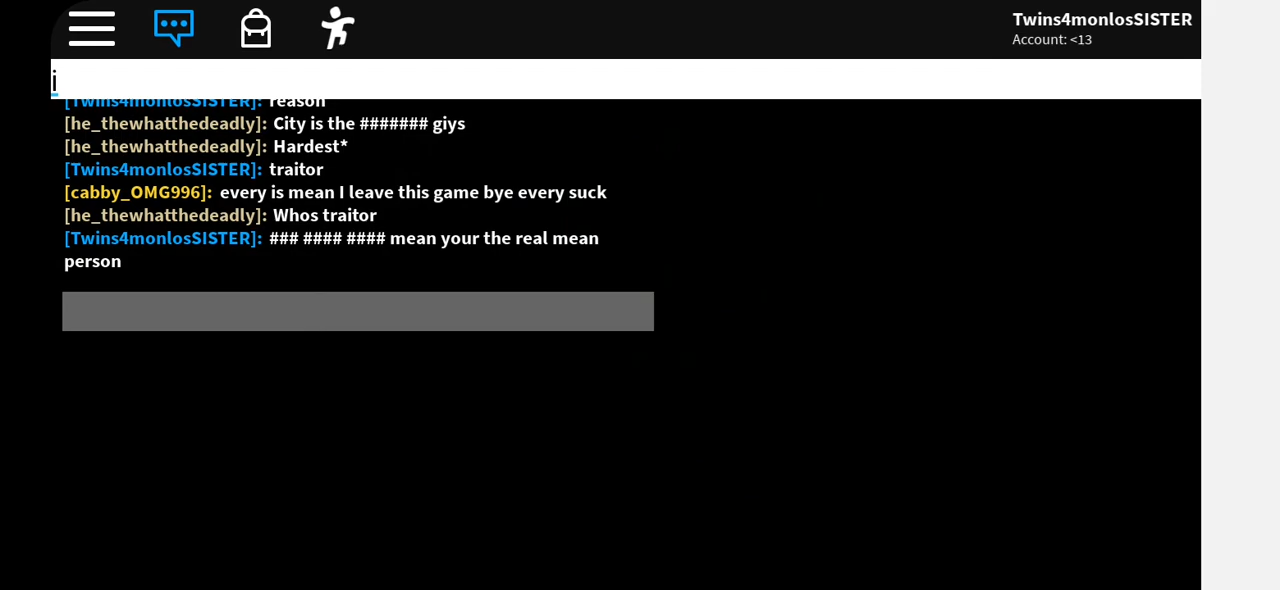 Twins4monlosSISTER
Account: <13
i
[Twins4monlosSISTER]: reason
[he_thewhatthedeadly]: City is the ####### giys
[he_thewhatthedeadly]: Hardest*
[Twins4monlosSISTER]: traitor
[cabby_OMG996]: every is mean I leave this game bye every suck
[he_thewhatthedeadly]: Whos traitor
[Twins4monlosSISTER]: ### #### #### mean your the real mean
person